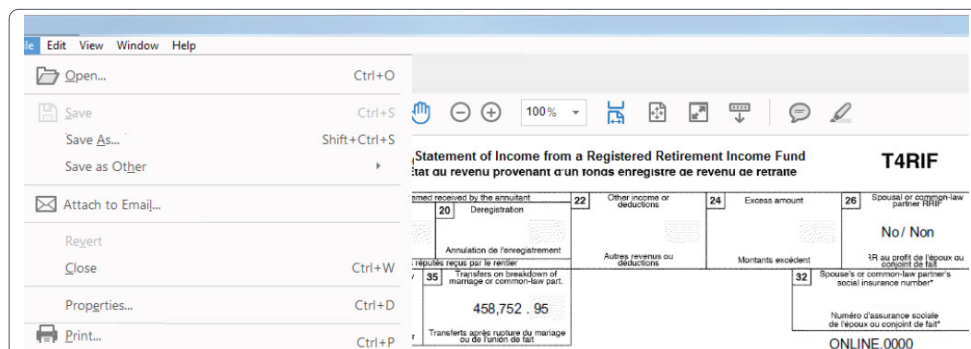 le Edit View Window Help
Open... Ctrl+O
Save Ctrl+S
Save As... Shift+Ctrl+S
Save as Other
Attach to Email...
Revert
Close Ctrl+W
Properties... Ctrl+D
Print... Ctrl+P
100%
Statement of Income from a Registered Retirement Income Fund
État du revenu provenant d'un fonds enregistré de revenu de retraite
T4RIF
emed received by the annuitant
20 Deregistration
Annulation de l'enregistrement
s réputés reçus par le rentier
22 Other income or
deductions
Autres revenus ou
déductions
24 Excess amount
Montants excédent
26 Spousal or common-law
partner RRIF
No / Non
RR au profit de l'époux ou
conjoint de fait
35 Transfers on breakdown of
marriage or common-law part.
458,752 . 95
Transferts après rupture du mariage
ou de l'union de fait
32 Spouse's or common-law partner's
social insurance number*
Numéro d'assurance sociale
de l'époux ou conjoint de fait*
ONLINE.0000